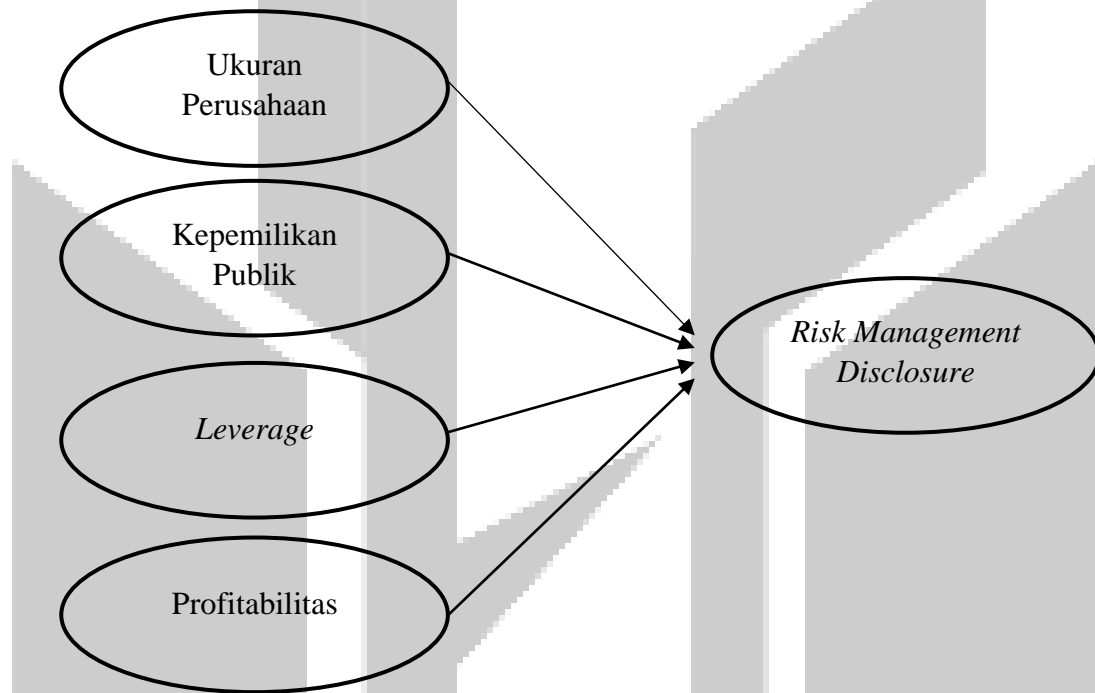 Ukuran
Perusahaan
Kepemilikan
Publik
Leverage
Profitabilitas
Risk Management
Disclosure